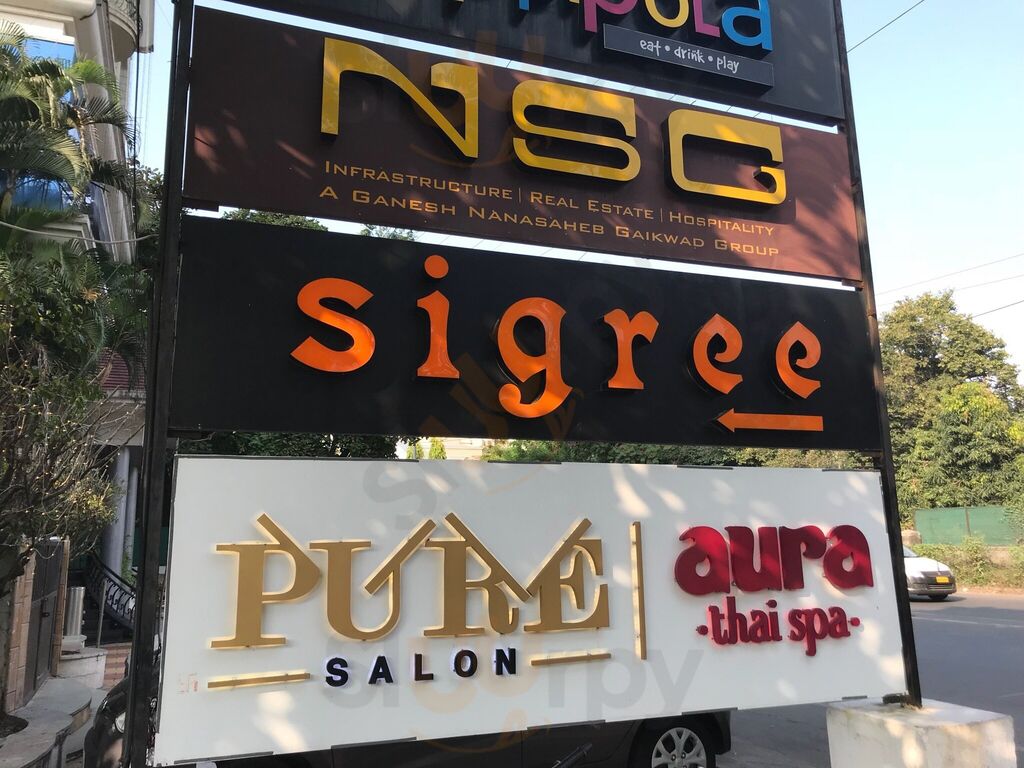 eat • drink • play
NSG
INFRASTRUCTURE | REAL ESTATE | HOSPITALITY
A GANESH NANASAHEB GAIKWAD GROUP
sigree
PURE
SALON
aura
•thai spa•